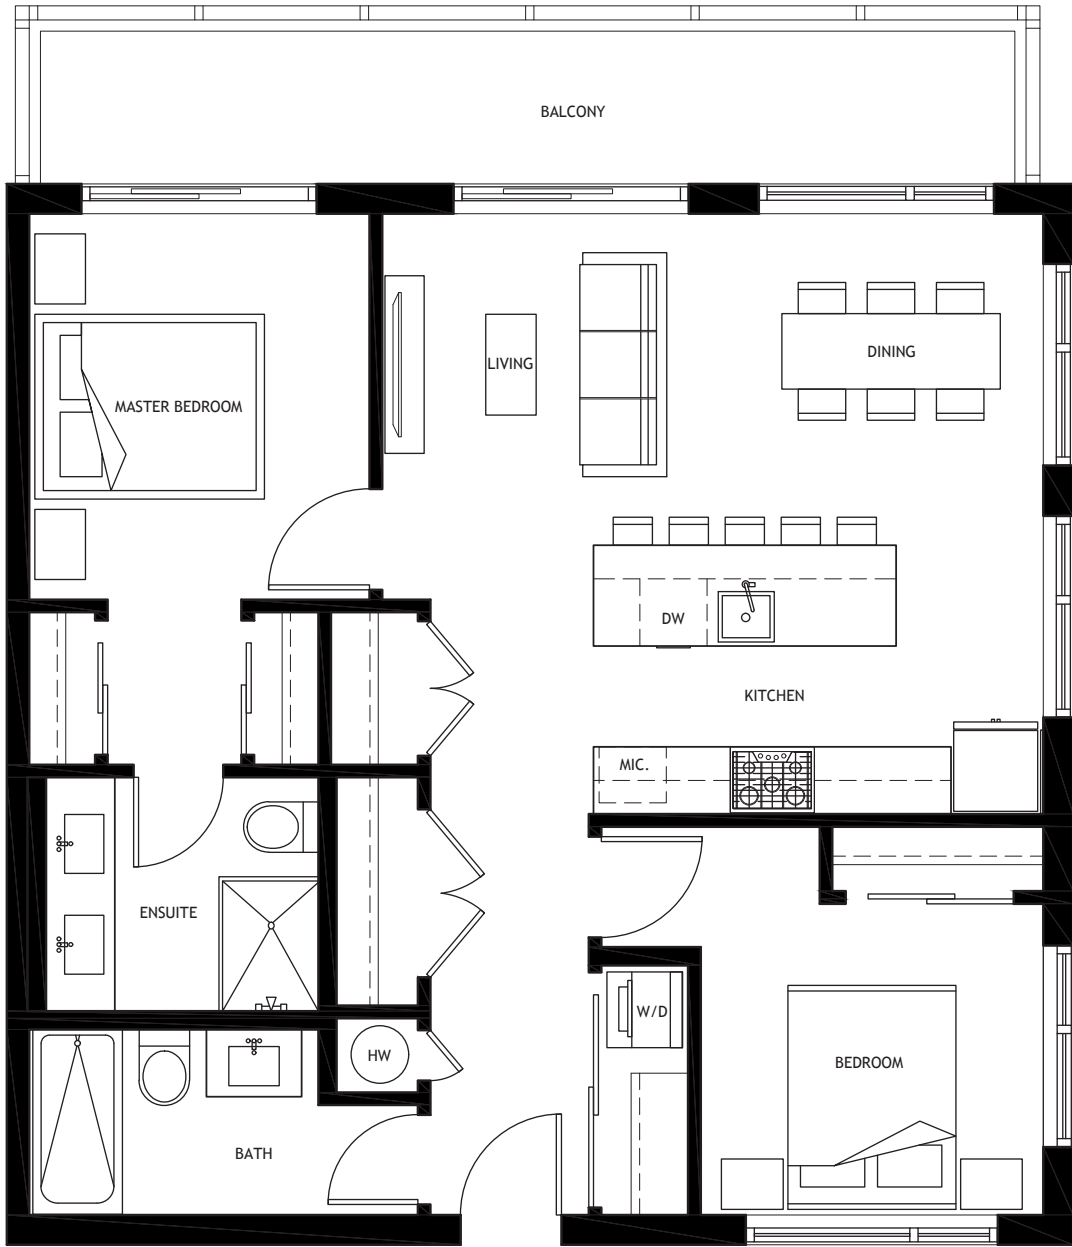 BALCONY
LIVING
DINING
MASTER BEDROOM
DW
KITCHEN
MIC.
ENSUITE
W/D
HW
BEDROOM
BATH